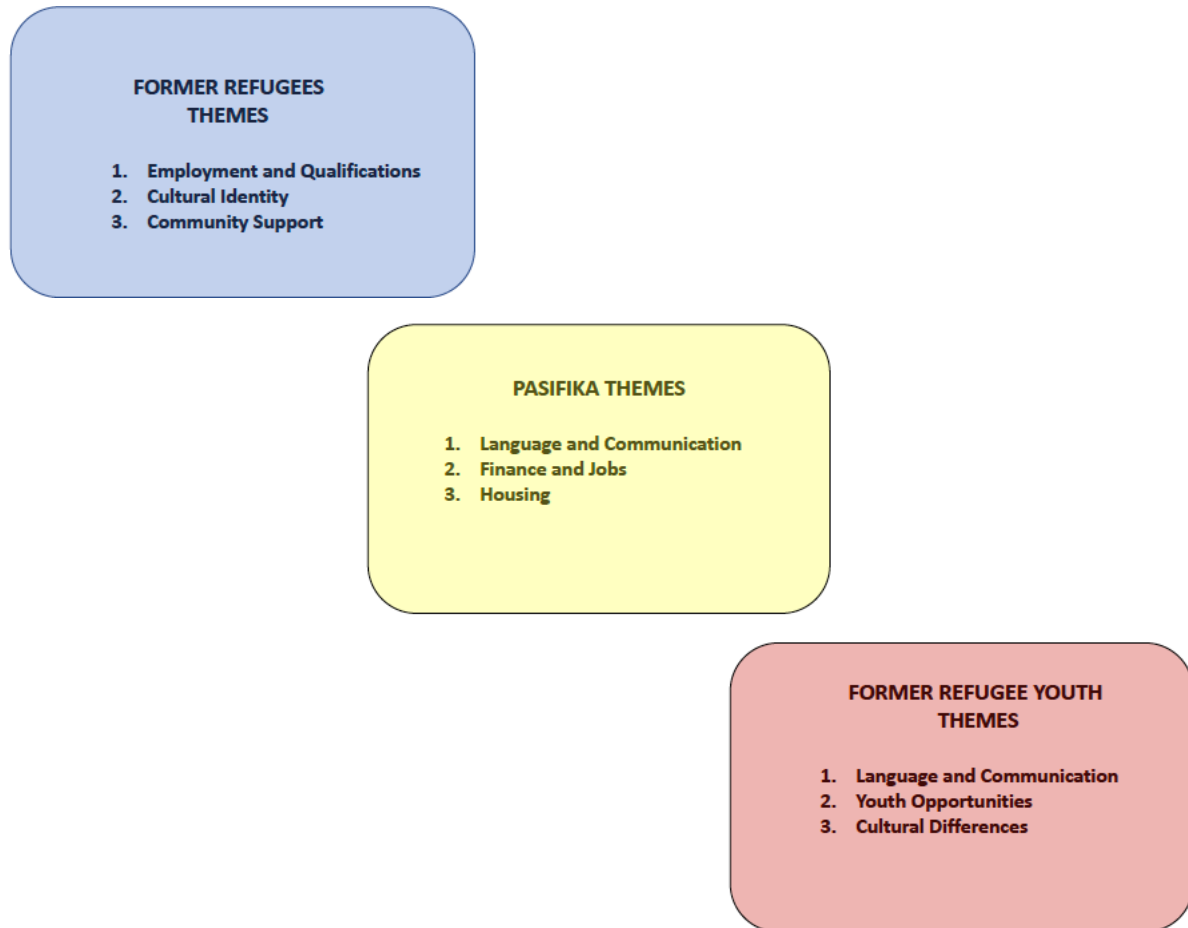 FORMER REFUGEES
THEMES
1. Employment and Qualifications
2. Cultural Identity
3. Community Support
PASIFIKA THEMES
1. Language and Communication
2. Finance and Jobs
3. Housing
FORMER REFUGEE YOUTH
THEMES
1. Language and Communication
2. Youth Opportunities
3. Cultural Differences